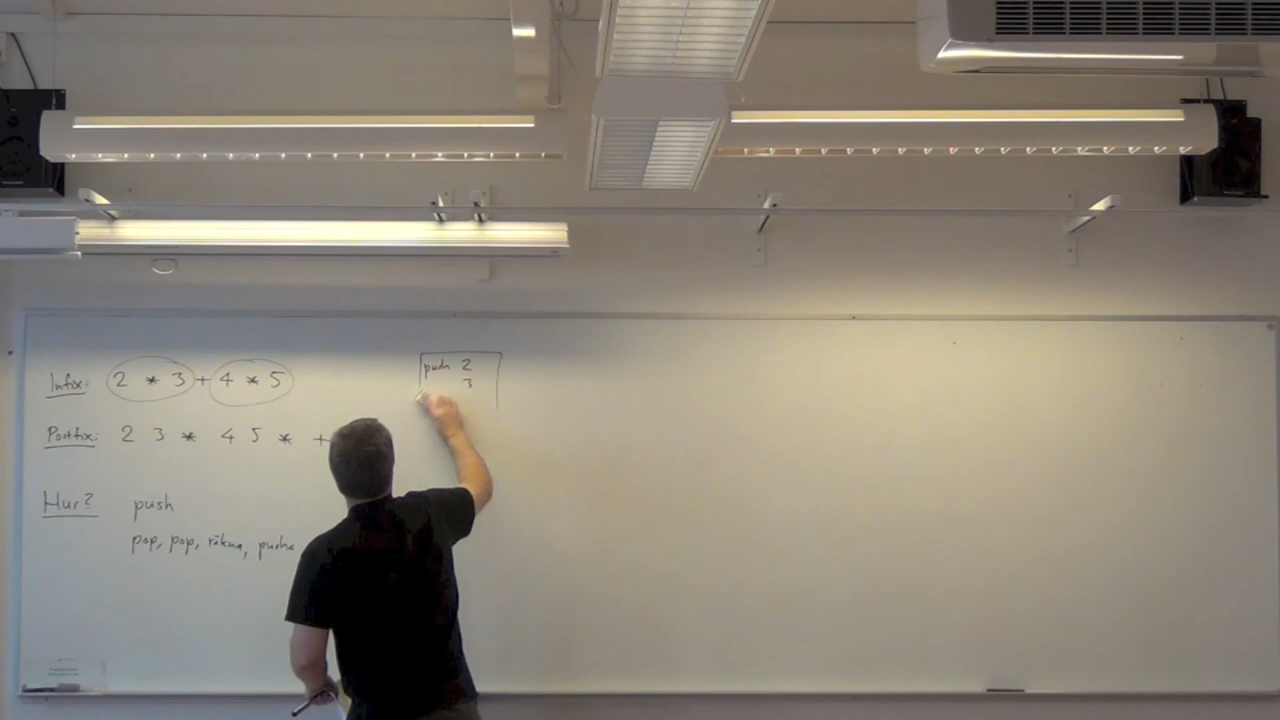 Infix: 2 * 3 + 4 * 5
Postfix: 2 3 * 4 5 * +
Hur? push
pop, pop, räkna, pusha
push 2
3